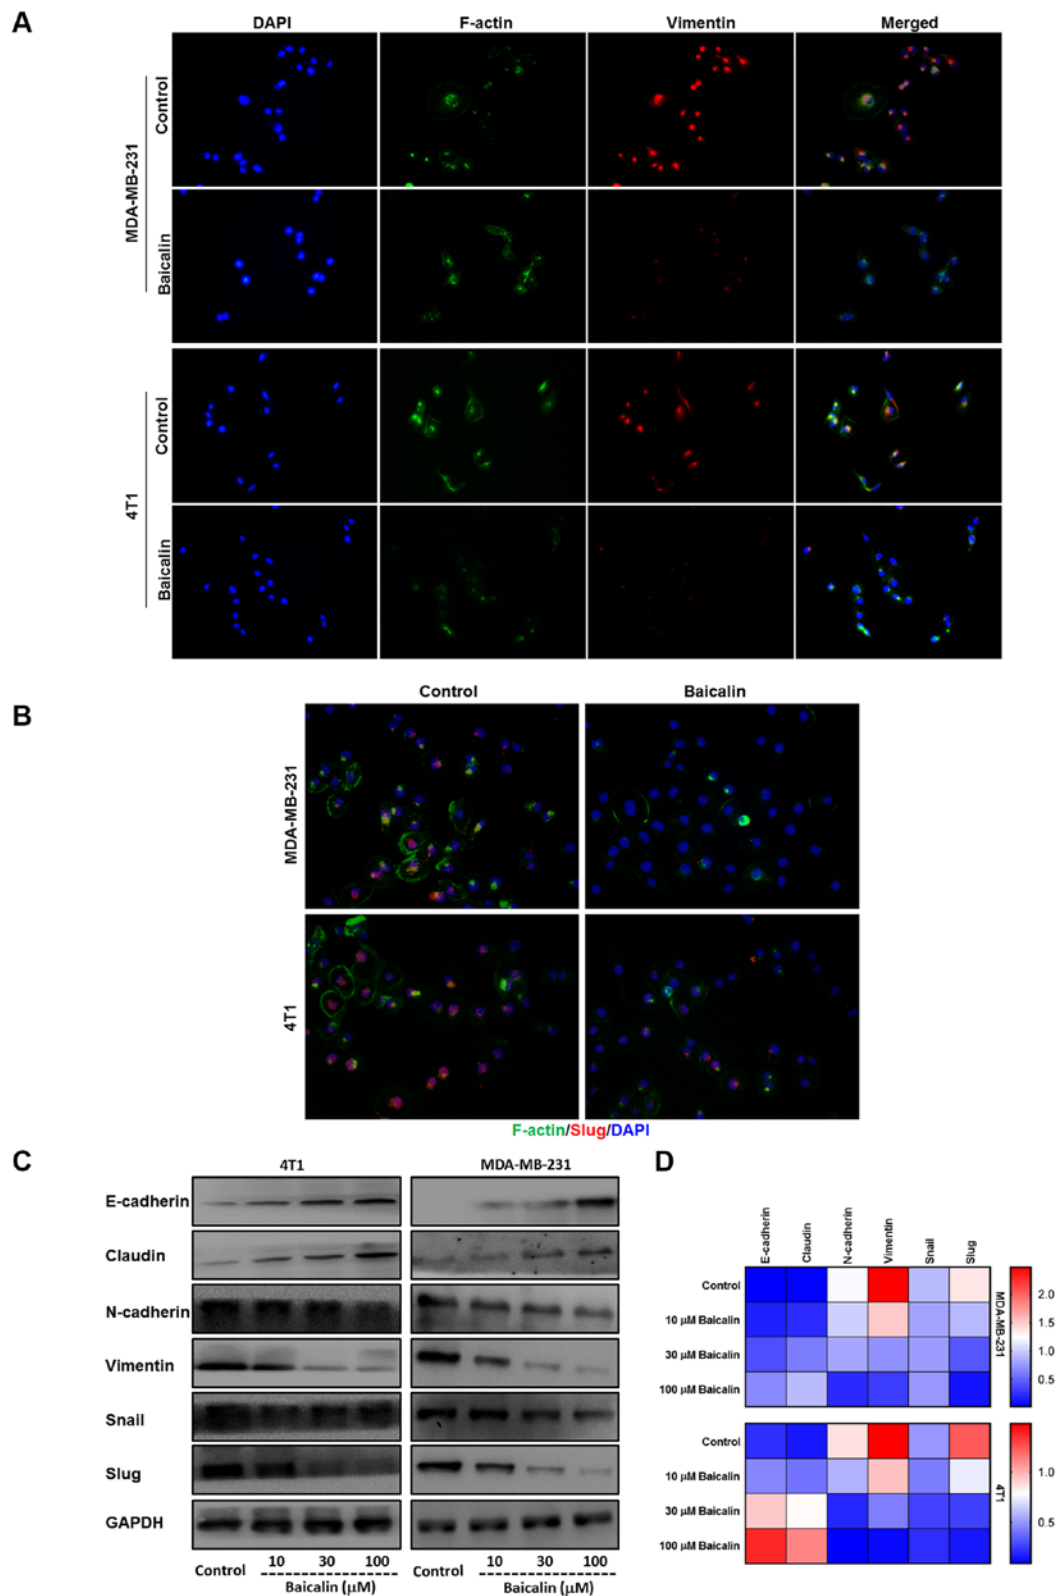 A
DAPI F-actin Vimentin Merged
MDA-MB-231
Control
Baicalin
4T1
Control
Baicalin
B
Control Baicalin
MDA-MB-231
4T1
F-actin/Slug/DAPI
C
4T1 MDA-MB-231
E-cadherin
Claudin
N-cadherin
Vimentin
Snail
Slug
GAPDH
Control 10 30 100 Control 10 30 100
Baicalin (μM) Baicalin (μM)
D
E-cadherin Claudin N-cadherin Vimentin Snail Slug
Control
10 μM Baicalin
30 μM Baicalin
100 μM Baicalin
2.0
1.5
1.0
0.5
MDA-MB-231
Control
10 μM Baicalin
30 μM Baicalin
100 μM Baicalin
1.0
0.5
4T1